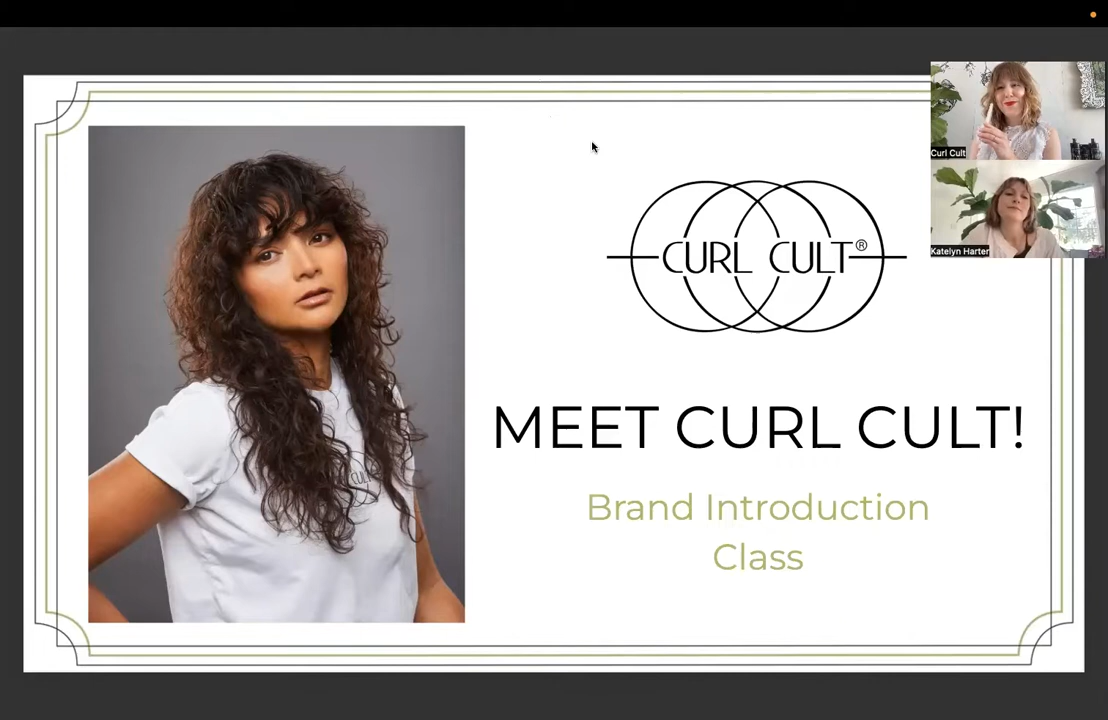 CURL CULT®
MEET CURL CULT!
Brand Introduction
Class
Curl Cult
Katelyn Harter